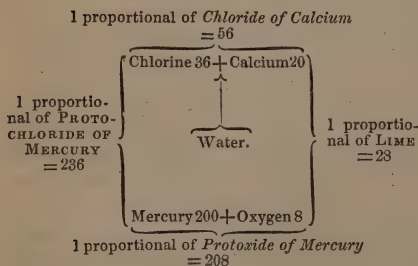 1 proportional of Chloride of Calcium
=56
Chlorine 36+Calcium 20
1 proportio-
nal of PROTO-
CHLORIDE OF
MERCURY
=236
Water.
1 proportio-
nal of LIME
=28
Mercury 200+Oxygen 8
1 proportional of Protoxide of Mercury
=208